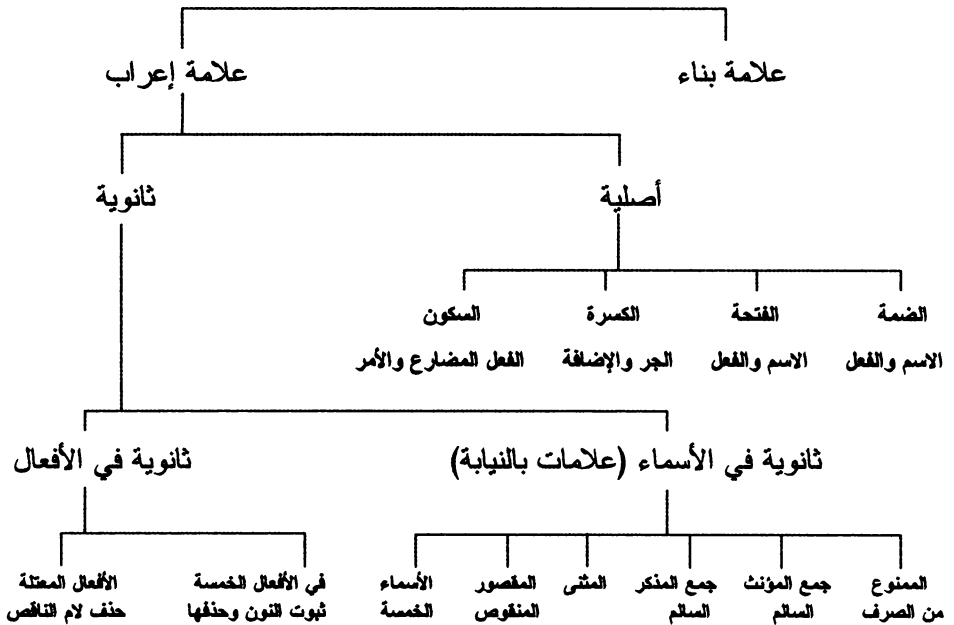 علامة بناء
علامة إعراب
أصلية
ثانوية
الضمة
الفتحة
الكسرة
السكون
الاسم والفعل
الاسم والفعل
الجر والإضافة
الفعل المضارع والأمر
ثانوية في الأسماء (علامات بالنيابة)
ثانوية في الأفعال
الممنوع
من الصرف
جمع المؤنث
السالم
جمع المذكر
السالم
المثنى
المقصور
المنقوص
الأسماء
الخمسة
في الأفعال الخمسة
ثبوت النون وحذفها
الأفعال المعتلة
حذف لام الناقص